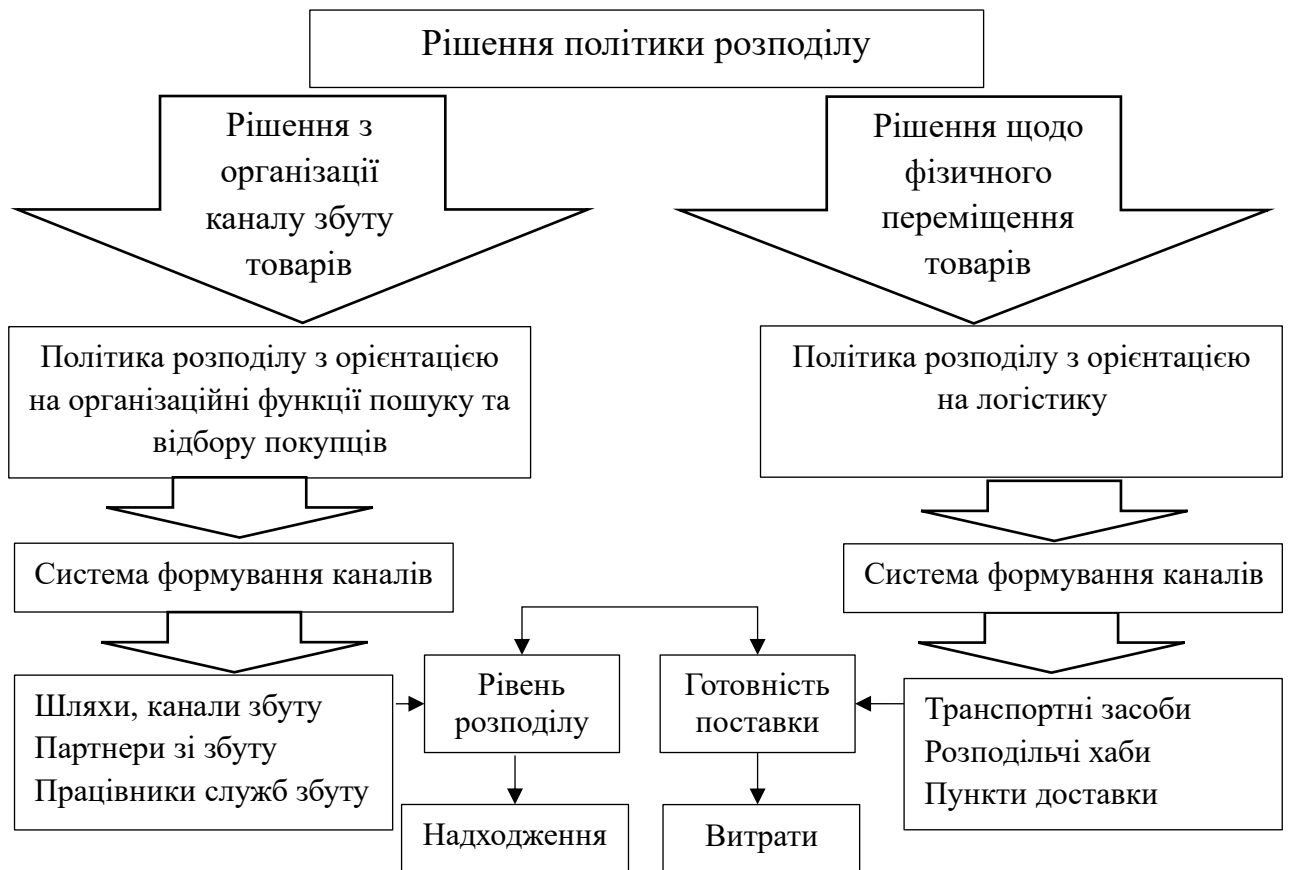 Рішення політики розподілу
Рішення з
організації
каналу збуту
товарів
Рішення щодо
фізичного
переміщення
товарів
Політика розподілу з орієнтацією
на організаційні функції пошуку та
відбору покупців
Політика розподілу з орієнтацією
на логістику
Система формування каналів
Система формування каналів
Шляхи, канали збуту
Партнери зі збуту
Працівники служб збуту
Рівень
розподілу
Готовність
поставки
Транспортні засоби
Розподільчі хаби
Пункти доставки
Надходження
Витрати